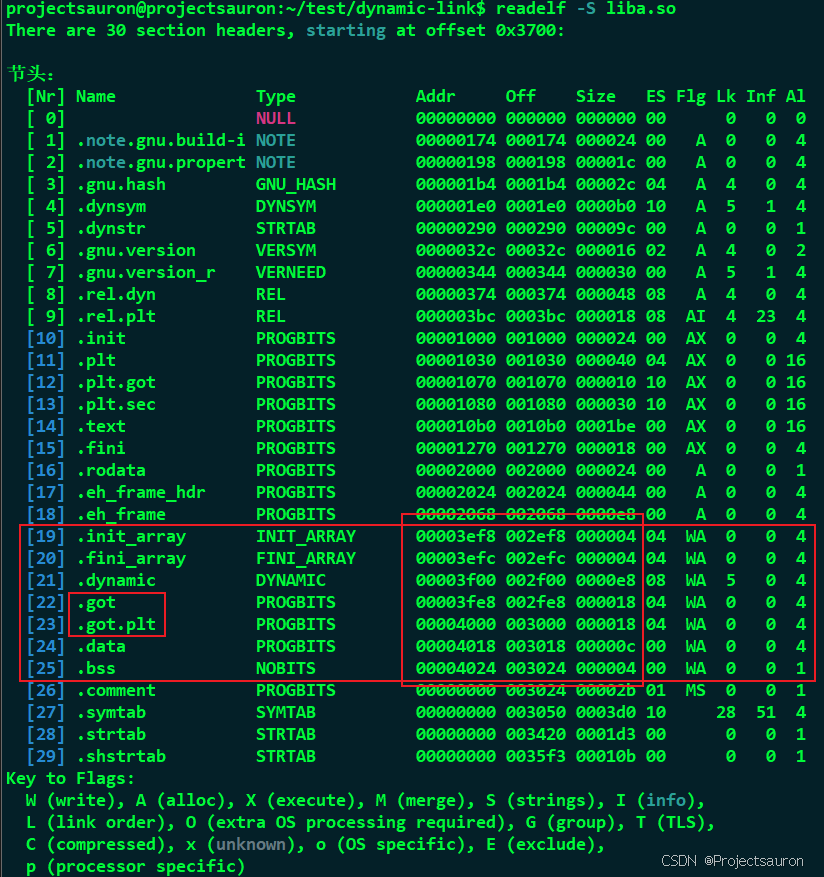 projectsauron@projectsauron:~/test/dynamic-link$ readelf -S liba.so
There are 30 section headers, starting at offset 0x3700:
节头：
[Nr] Name Type Addr Off Size ES Flg Lk Inf Al
[ 0] NULL 00000000 000000 000000 00 0 0 0
[ 1] .note.gnu.build-i NOTE 00000174 000174 000024 00 A 0 0 4
[ 2] .note.gnu.propert NOTE 00000198 000198 00001c 00 A 0 0 4
[ 3] .gnu.hash GNU_HASH 000001b4 0001b4 00002c 04 A 4 0 4
[ 4] .dynsym DYNSYM 000001e0 0001e0 0000b0 10 A 5 1 4
[ 5] .dynstr STRTAB 00000290 000290 00009c 00 A 0 0 1
[ 6] .gnu.version VERSYM 0000032c 00032c 000016 02 A 4 0 2
[ 7] .gnu.version_r VERNEED 00000344 000344 000030 00 A 5 1 4
[ 8] .rel.dyn REL 00000374 000374 000048 08 A 4 0 4
[ 9] .rel.plt REL 000003bc 0003bc 000018 08 AI 4 23 4
[10] .init PROGBITS 00001000 001000 000024 00 AX 0 0 4
[11] .plt PROGBITS 00001030 001030 000040 04 AX 0 0 16
[12] .plt.got PROGBITS 00001070 001070 000010 10 AX 0 0 16
[13] .plt.sec PROGBITS 00001080 001080 000030 10 AX 0 0 16
[14] .text PROGBITS 000010b0 0010b0 0001be 00 AX 0 0 16
[15] .fini PROGBITS 00001270 001270 000018 00 AX 0 0 4
[16] .rodata PROGBITS 00002000 002000 000024 00 A 0 0 1
[17] .eh_frame_hdr PROGBITS 00002024 002024 000044 00 A 0 0 4
[18] .eh_frame PROGBITS 00002068 002068 0000e8 00 A 0 0 4
[19] .init_array INIT_ARRAY 00003ef8 002ef8 000004 04 WA 0 0 4
[20] .fini_array FINI_ARRAY 00003efc 002efc 000004 04 WA 0 0 4
[21] .dynamic DYNAMIC 00003f00 002f00 0000e8 08 WA 5 0 4
[22] .got PROGBITS 00003fe8 002fe8 000018 04 WA 0 0 4
[23] .got.plt PROGBITS 00004000 003000 000018 04 WA 0 0 4
[24] .data PROGBITS 00004018 003018 00000c 00 WA 0 0 4
[25] .bss NOBITS 00004024 003024 000004 00 WA 0 0 1
[26] .comment PROGBITS 00000000 003024 00002b 01 MS 0 0 1
[27] .symtab SYMTAB 00000000 003050 0003d0 10 28 51 4
[28] .strtab STRTAB 00000000 003420 0001d3 00 0 0 1
[29] .shstrtab STRTAB 00000000 0035f3 00010b 00 0 0 1
Key to Flags:
W (write), A (alloc), X (execute), M (merge), S (strings), I (info),
L (link order), O (extra OS processing required), G (group), T (TLS),
C (compressed), x (unknown), o (OS specific), E (exclude),
p (processor specific)
CSDN @Projectsauron